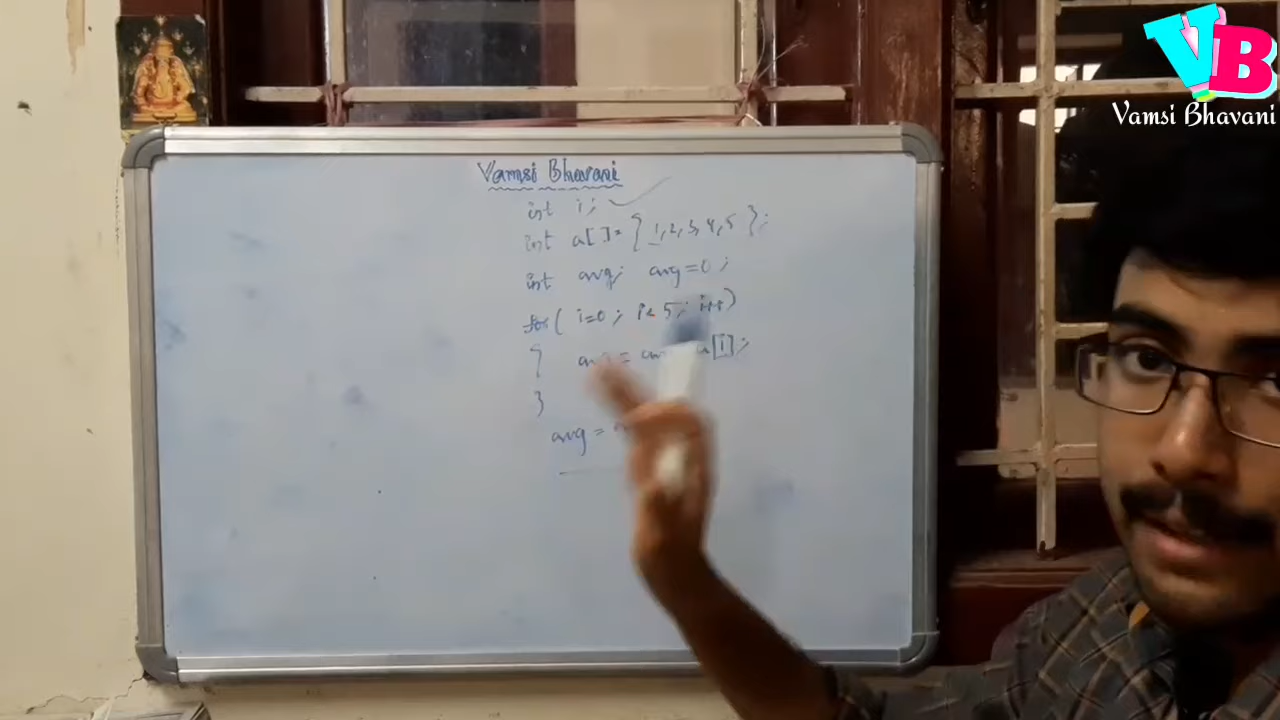 VB
Vamsi Bhavani
Vamsi Bhavani
int i;
int a[]= { 1,2,3,4,5 };
int avg; avg=0;
for( i=0; i< 5; i++)
{ = a[i];
}
avg =